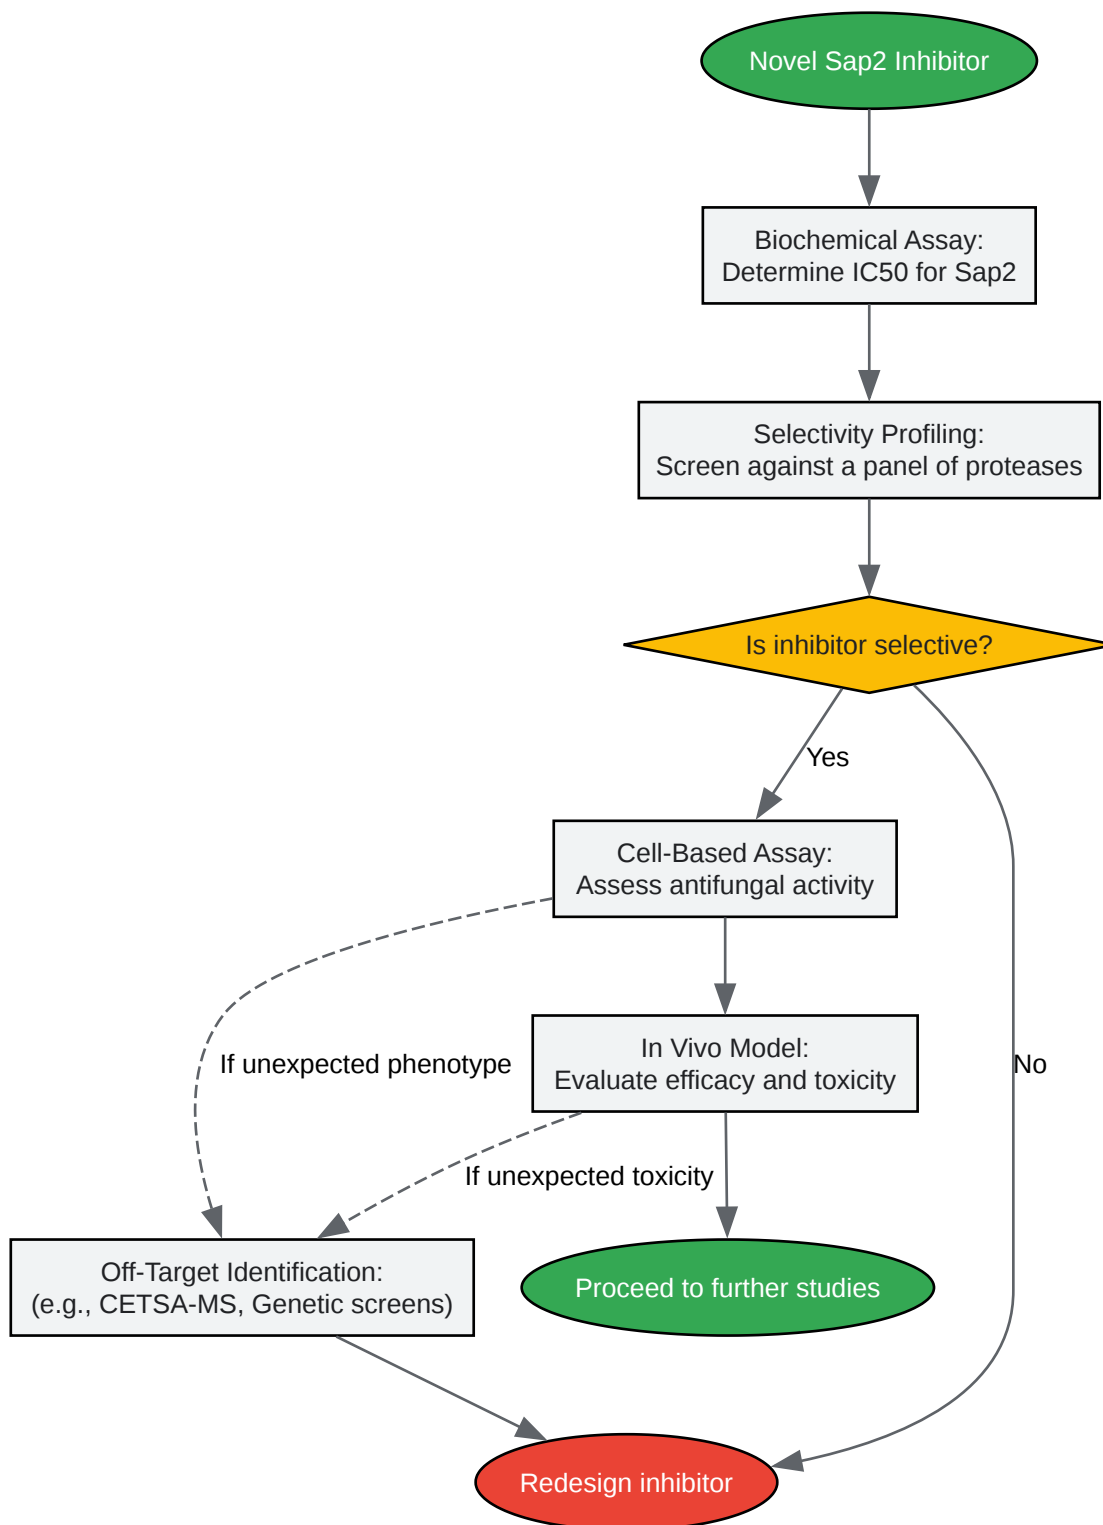 Novel Sap2 Inhibitor
Biochemical Assay:
Determine IC50 for Sap2
Selectivity Profiling:
Screen against a panel of proteases
Is inhibitor selective?
Yes
Cell-Based Assay:
Assess antifungal activity
If unexpected phenotype
In Vivo Model:
Evaluate efficacy and toxicity
No
If unexpected toxicity
Off-Target Identification:
(e.g., CETSA-MS, Genetic screens)
Proceed to further studies
Redesign inhibitor